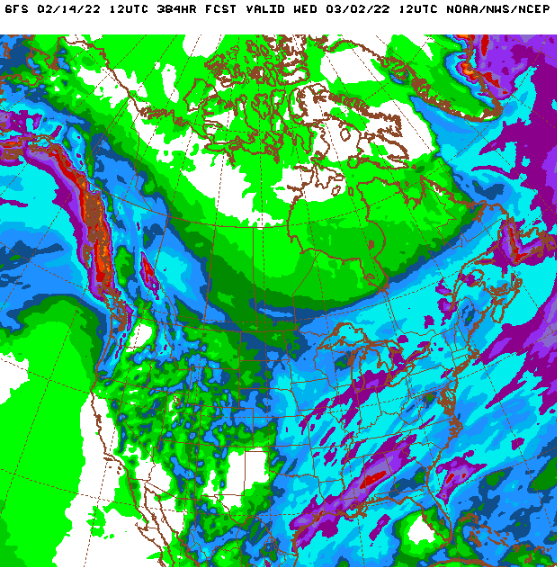 GFS 02/14/22 12UTC 384HR FCST VALID WED 03/02/22 12UTC NOAA/NWS/NCEP